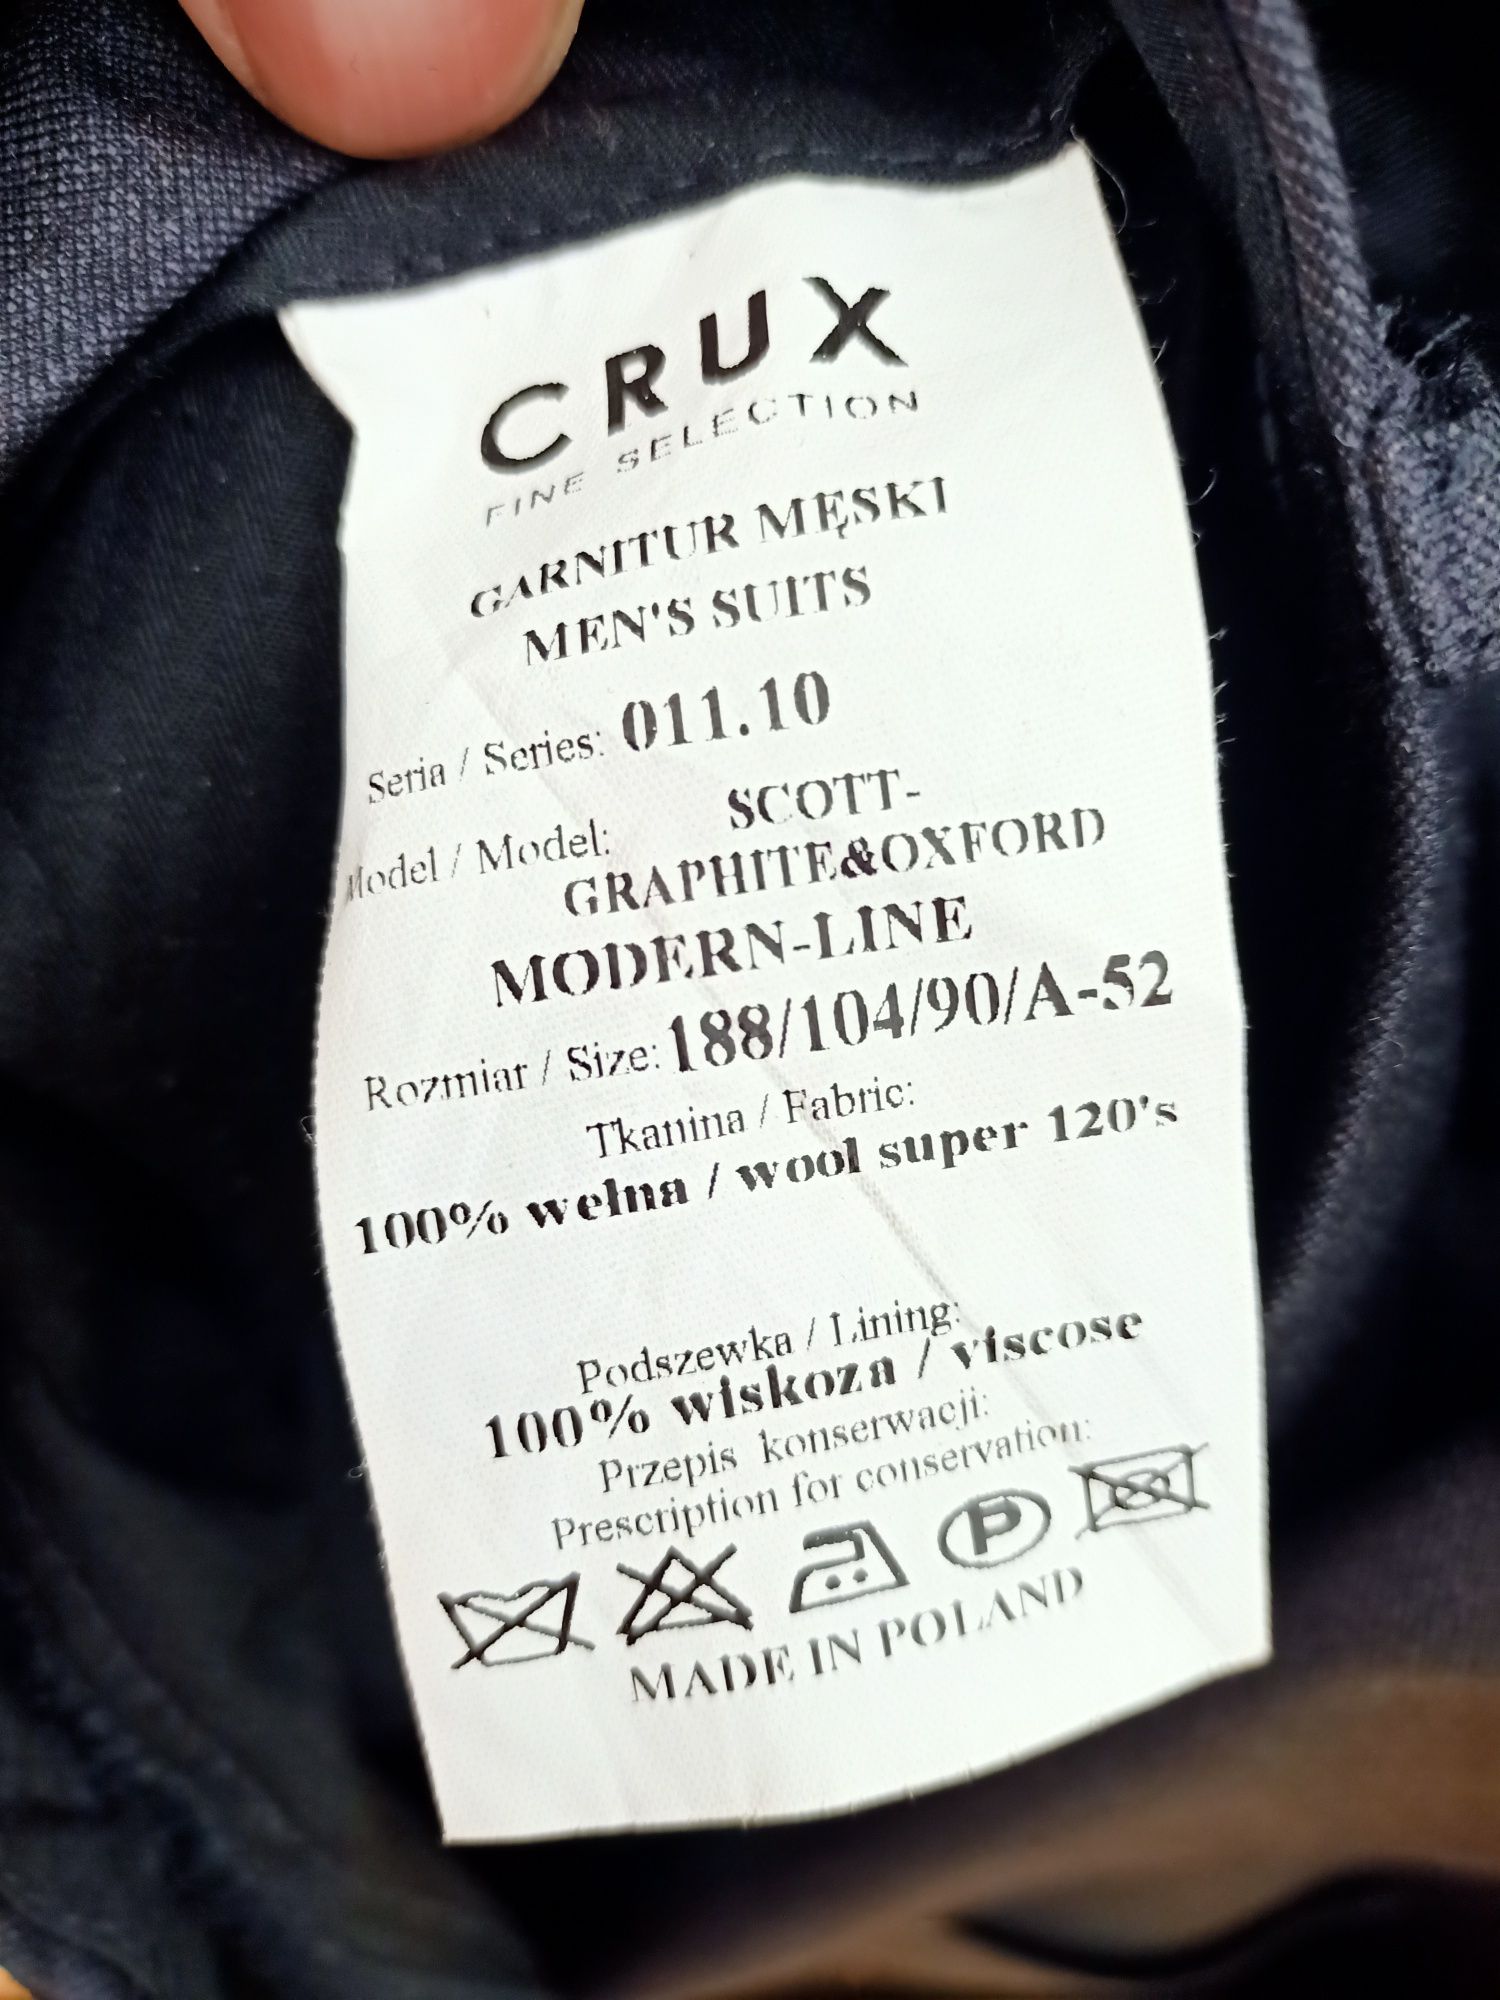 CRUX
FINE SELECTION
GARNITUR MĘSKI
MEN'S SUITS
Seria / Series: 011.10
Model / Model: SCOTT-
GRAPHITE&OXFORD
MODERN-LINE
Rozmiar / Size: 188/104/90/A-52
Tkanina / Fabric:
100% wełna / wool super 120's
Podszewka / Lining:
100% wiskoza / viscose
Przepis konserwacji:
Prescription for conservation:
P
MADE IN POLAND